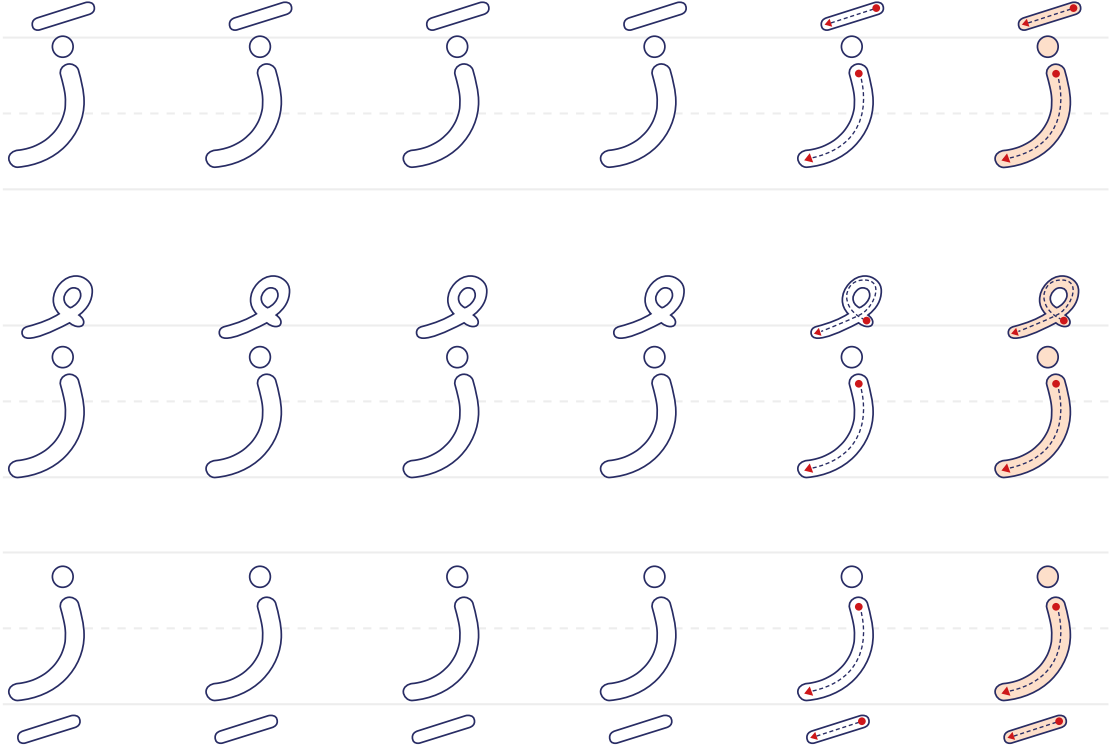 زَ زَ زَ زَ زَ زَ
زُ زُ زُ زُ زُ زُ
زِ زِ زِ زِ زِ زِ